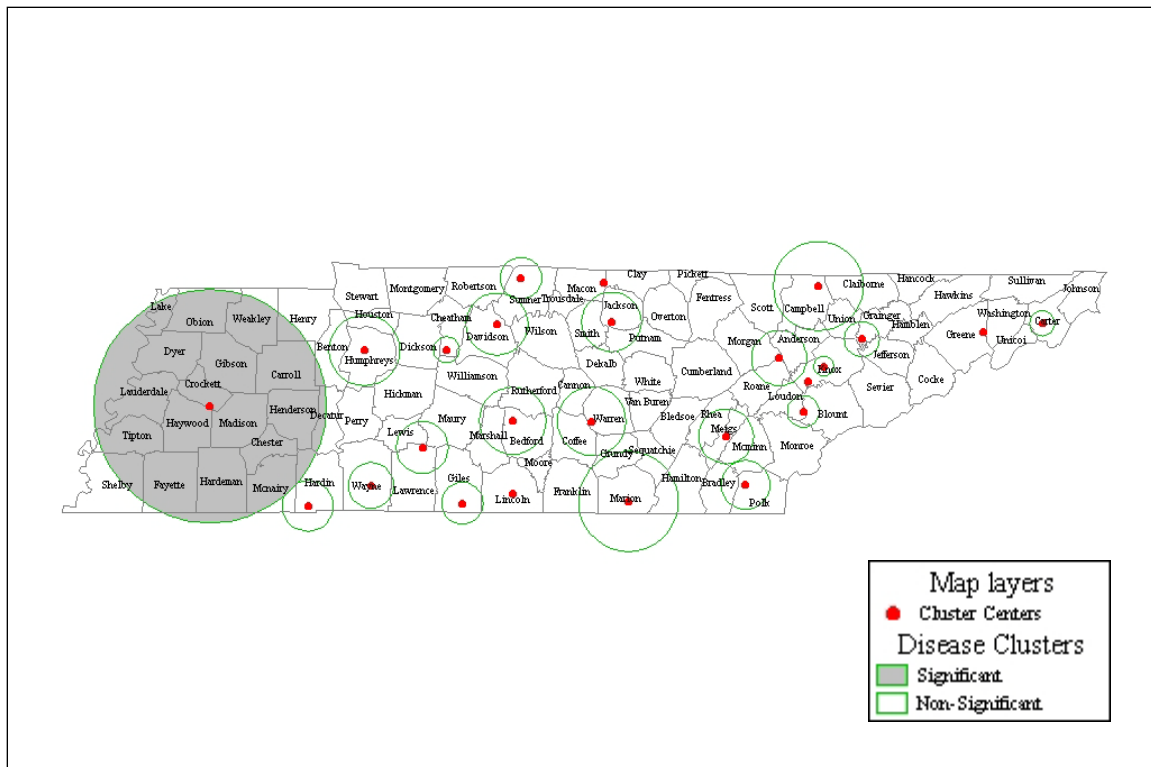 Clay
Pickett
Sullivan
Johnson
Hancock
Claiborne
Macon
Robertson
Montgomery
Stewart
Sumner
Trousdale
Jackson
Fentress
Scott
Campbell
Hawkins
Lake
Obion
Weakley
Henry
Houston
Cheatham
Davidson
Wilson
Smith
Putnam
Overton
Morgan
Anderson
Union
Grainger
Hamblen
Greene
Washington
Unicoi
Carter
Dyer
Gibson
Carroll
Benton
Humphreys
Dickson
Williamson
Dekalb
White
Cumberland
Roane
Knox
Jefferson
Sevier
Cocke
Lauderdale
Crockett
Haywood
Madison
Henderson
Decatur
Perry
Hickman
Maury
Rutherford
Cannon
Warren
Van Buren
Bledsoe
Rhea
Loudon
Blount
Tipton
Chester
Lewis
Marshall
Bedford
Coffee
Grundy
Sequatchie
Meigs
Mcminn
Monroe
Shelby
Fayette
Hardeman
Mcnairy
Hardin
Wayne
Lawrence
Giles
Moore
Lincoln
Franklin
Marion
Hamilton
Bradley
Polk
Map layers
Cluster Centers
Disease Clusters
Significant
Non-Significant